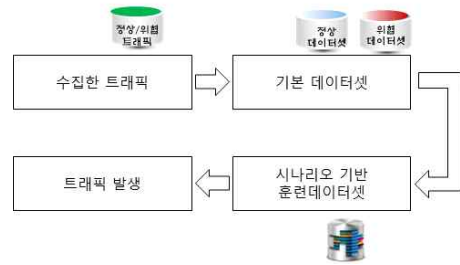 정상/위협
트래픽
정상
데이터셋
위협
데이터셋
수집한 트래픽
기본 데이터셋
트래픽 발생
시나리오 기반
훈련데이터셋